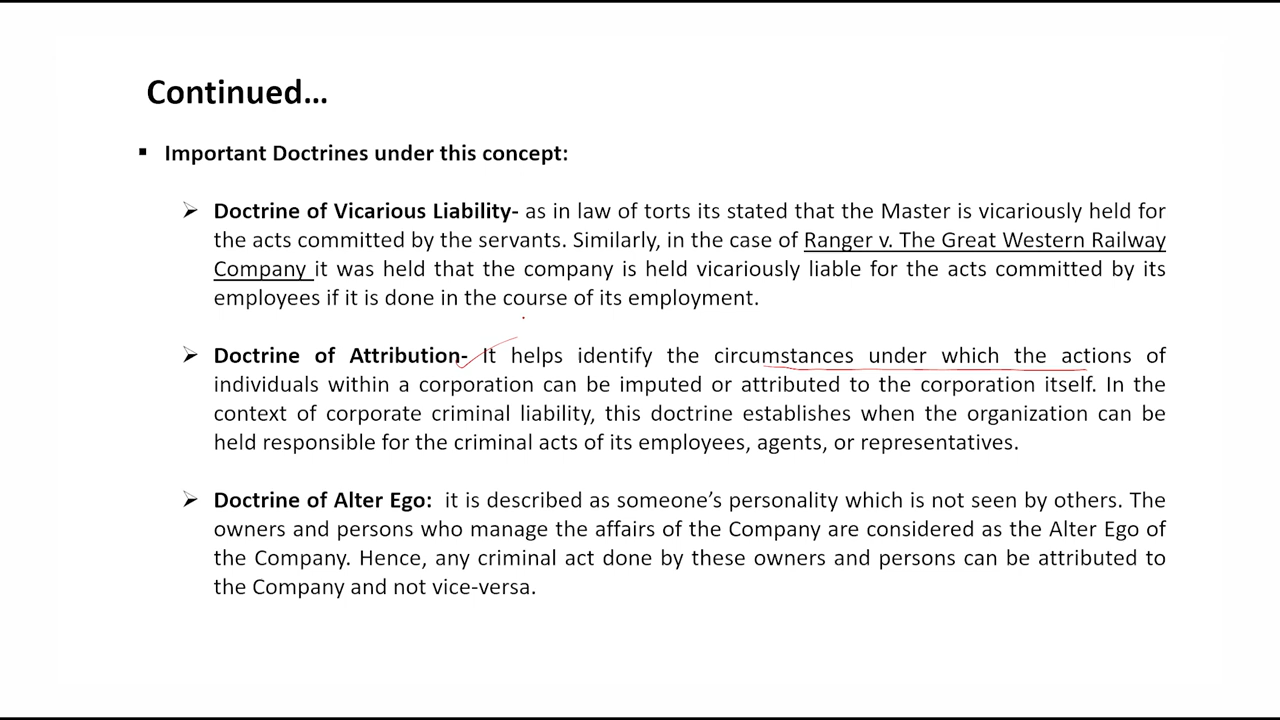 Continued…
▪ Important Doctrines under this concept:
➢ Doctrine of Vicarious Liability- as in law of torts its stated that the Master is vicariously held for
the acts committed by the servants. Similarly, in the case of Ranger v. The Great Western Railway
Company it was held that the company is held vicariously liable for the acts committed by its
employees if it is done in the course of its employment.
➢ Doctrine of Attribution- It helps identify the circumstances under which the actions of
individuals within a corporation can be imputed or attributed to the corporation itself. In the
context of corporate criminal liability, this doctrine establishes when the organization can be
held responsible for the criminal acts of its employees, agents, or representatives.
➢ Doctrine of Alter Ego: it is described as someone’s personality which is not seen by others. The
owners and persons who manage the affairs of the Company are considered as the Alter Ego of
the Company. Hence, any criminal act done by these owners and persons can be attributed to
the Company and not vice-versa.